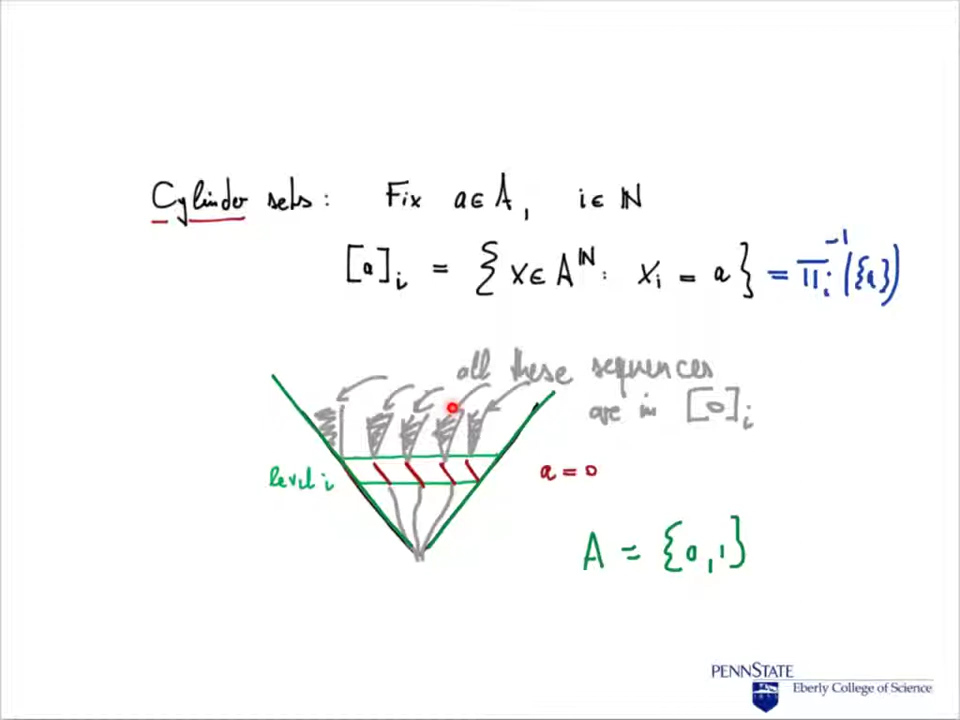 Cylinder sets: Fix a ∈ A, i ∈ ℕ
[a]ᵢ = { x ∈ A^ℕ : xᵢ = a } = πᵢ⁻¹({a})
all these sequences
are in [0]ᵢ
level i
a = 0
A = {0,1}
PENNSTATE
Eberly College of Science